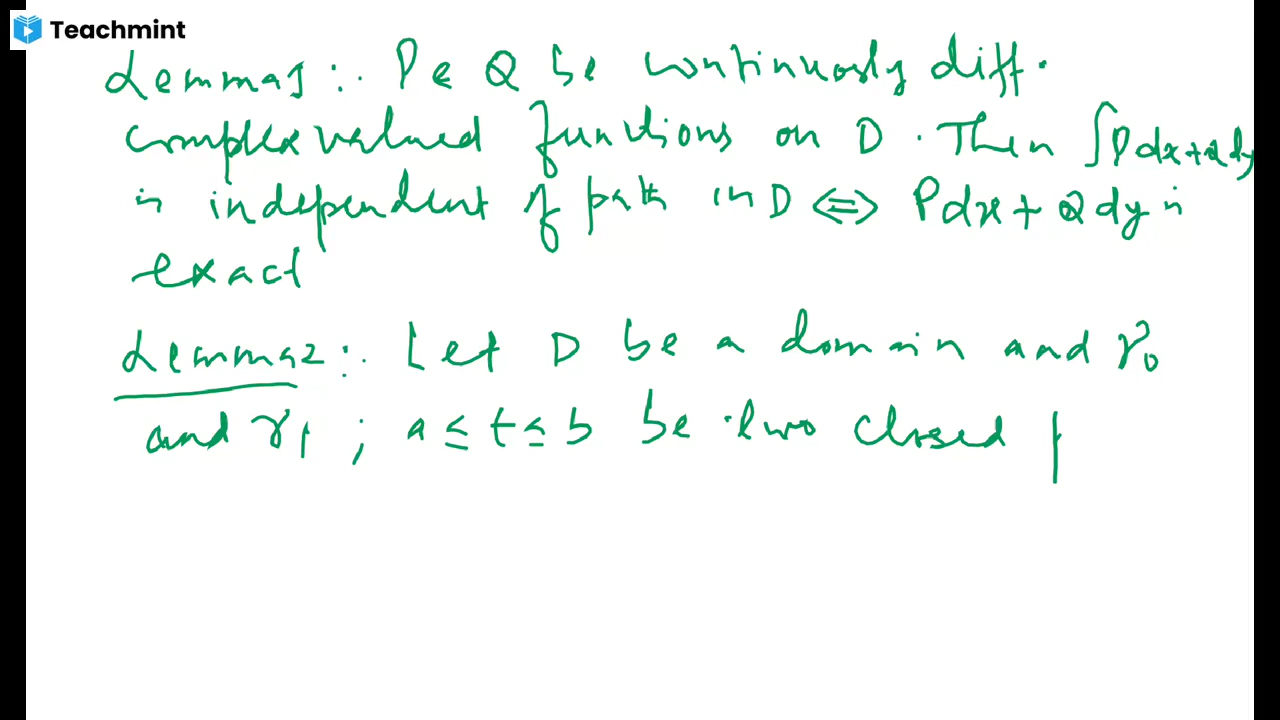 Teachmint
Lemma1 :. P & Q be continuously diff.
complex valued functions on D. Then ∫Pdx+Qdy
is independent of path in D ⇔ Pdx + Qdy is
exact
Lemma2 :. Let D be a domain and γ₀
and γ₁ ; a ≤ t ≤ b be two closed